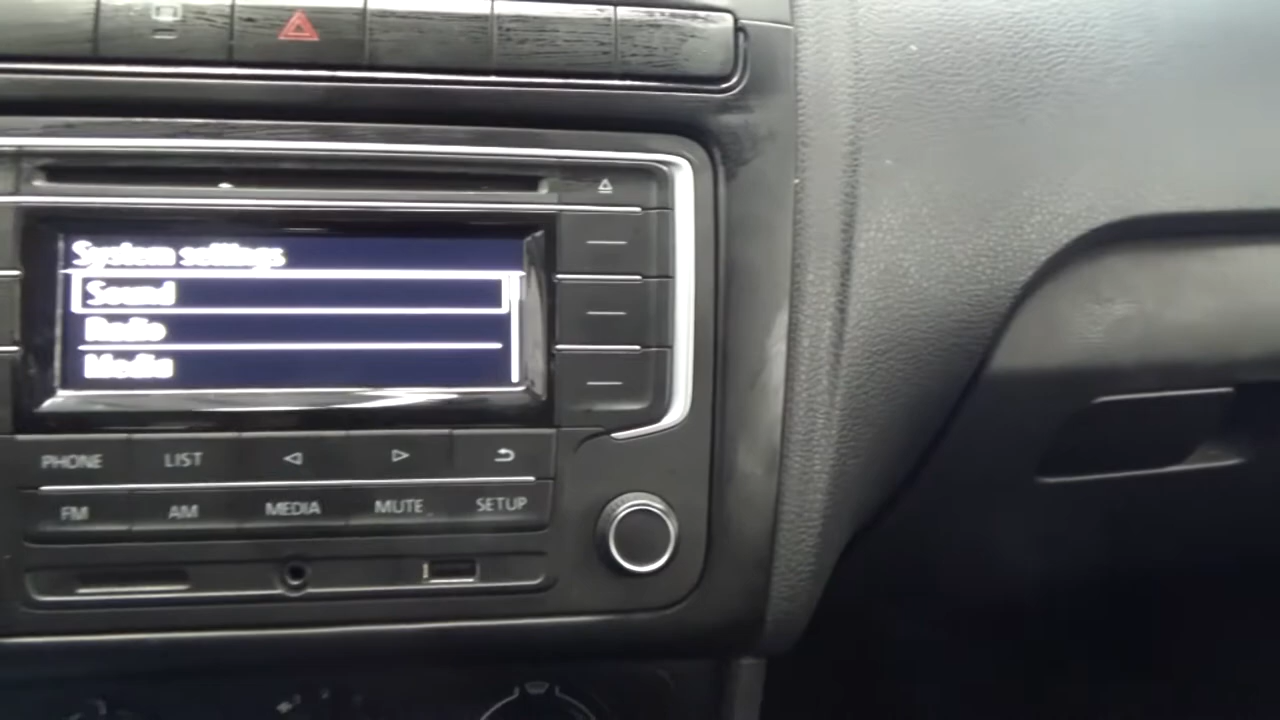 System settings
Sound
Radio
Media
PHONE LIST
FM AM MEDIA MUTE SETUP